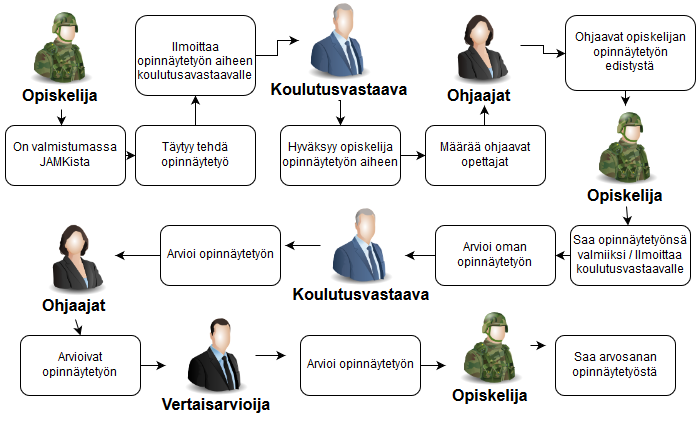 Opiskelija
On valmistumassa
JAMKista
Täytyy tehdä
opinnäytetyö
Ilmoittaa
opinnäytetyön aiheen
koulutusavastaavalle
Koulutusvastaava
Hyväksyy opiskelija
opinnäytetyön aiheen
Määrää ohjaavat
opettajat
Ohjaajat
Ohjaavat opiskelijan
opinnäytetyön
edistystä
Opiskelija
Saa opinnäytetyönsä
valmiiksi / Ilmoittaa
koulutusvastaavalle
Arvioi oman
opinnäytetyön
Koulutusvastaava
Arvioi opinnäytetyön
Ohjaajat
Arvioivat
opinnäytetyön
Vertaisarvioija
Arvioi opinnäytetyön
Opiskelija
Saa arvosanan
opinnäytetyöstä